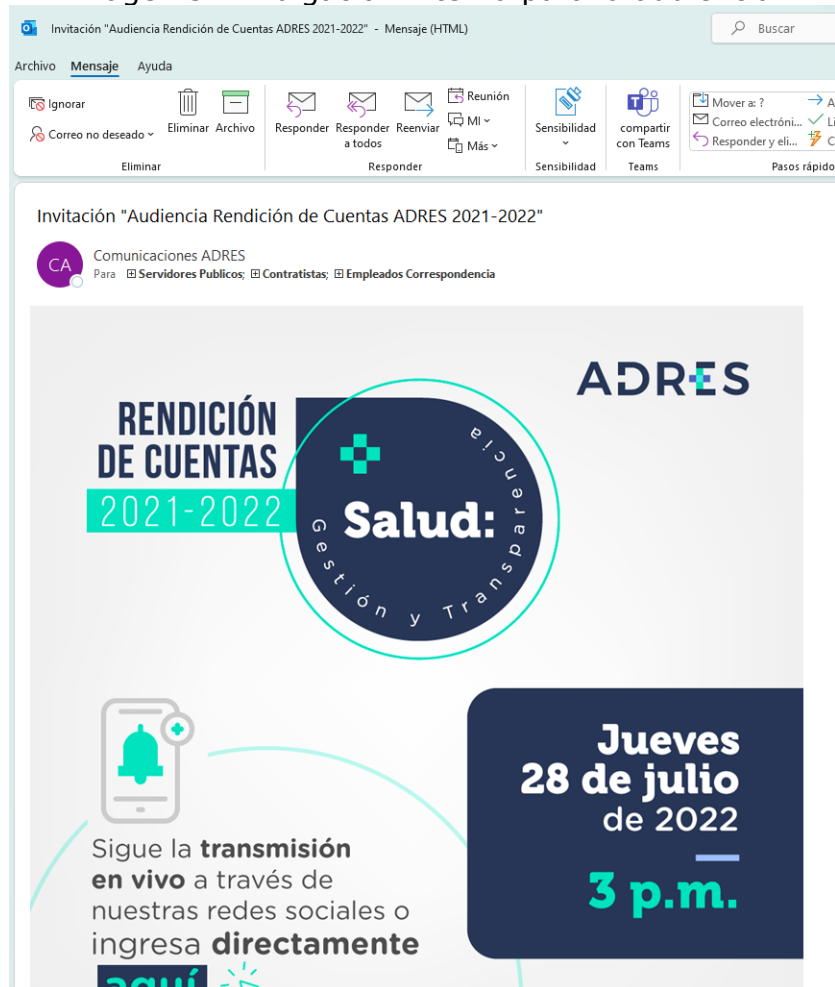 Invitación "Audiencia Rendición de Cuentas ADRES 2021-2022" - Mensaje (HTML)
Buscar
Archivo Mensaje Ayuda
Ignorar
Correo no deseado
Eliminar Archivo
Responder Responder a todos Reenviar
Reunión
MI
Más
Sensibilidad
compartir con Teams
Mover a: ?
Correo electróni...
Responder y eli...
Eliminar Responder Sensibilidad Teams Pasos rápido
Invitación "Audiencia Rendición de Cuentas ADRES 2021-2022"
CA
Comunicaciones ADRES
Para Servidores Publicos; Contratistas; Empleados Correspondencia
ADRES
RENDICIÓN
DE CUENTAS
2021-2022
Salud:
Gestión y Transparencia
Jueves
28 de julio
de 2022
3 p.m.
Sigue la transmisión
en vivo a través de
nuestras redes sociales o
ingresa directamente
aquí